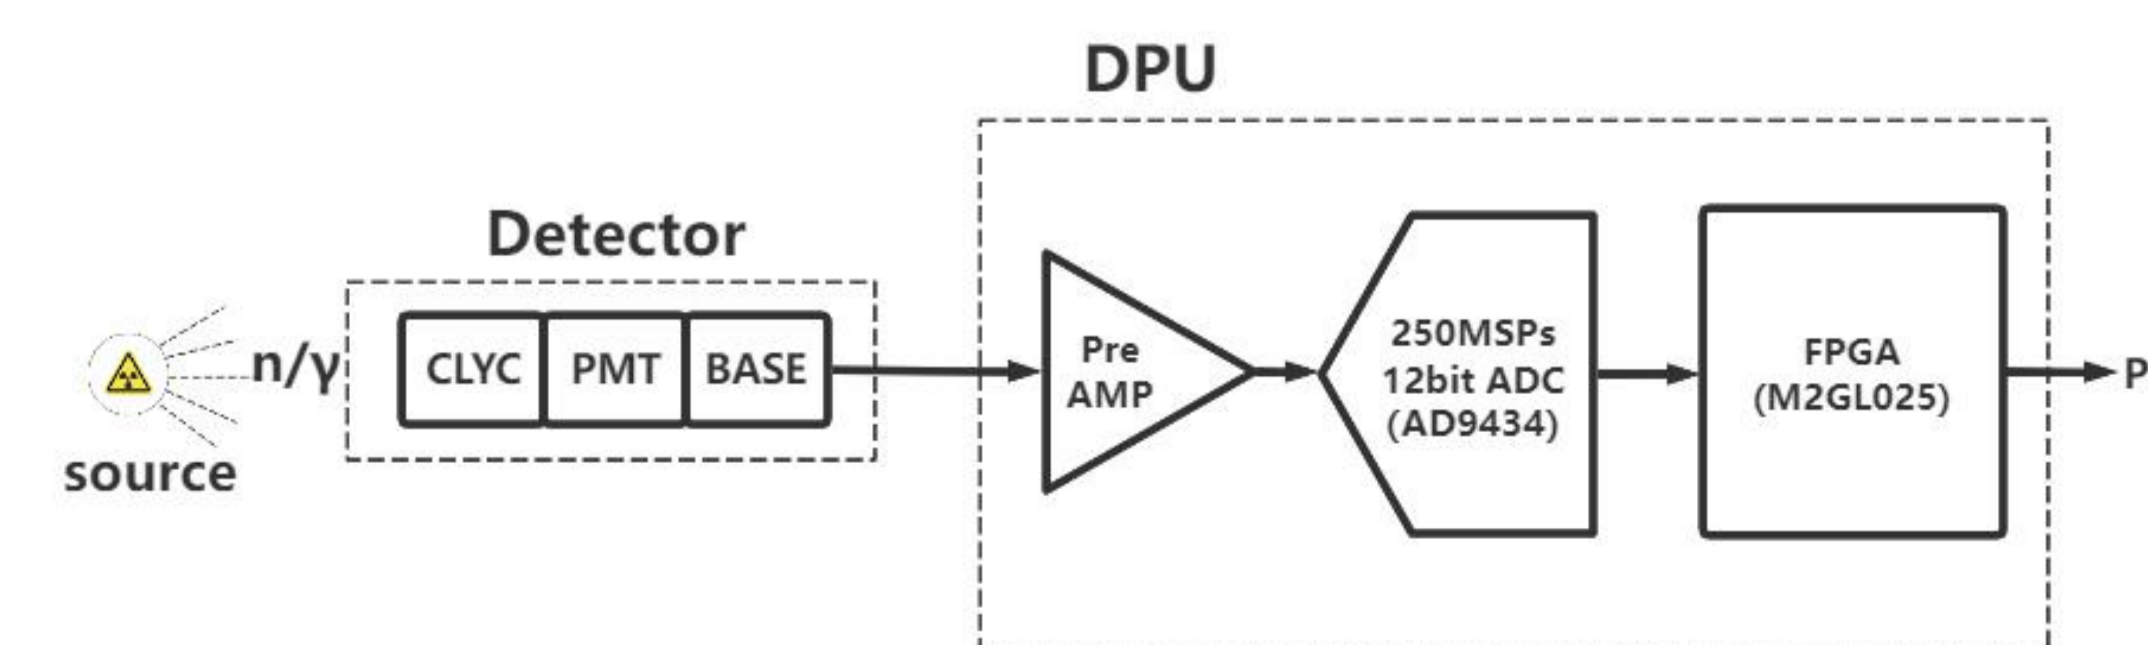 DPU
Detector
source
n/γ
CLYC
PMT
BASE
Pre
AMP
250MSPs
12bit ADC
(AD9434)
FPGA
(M2GL025)